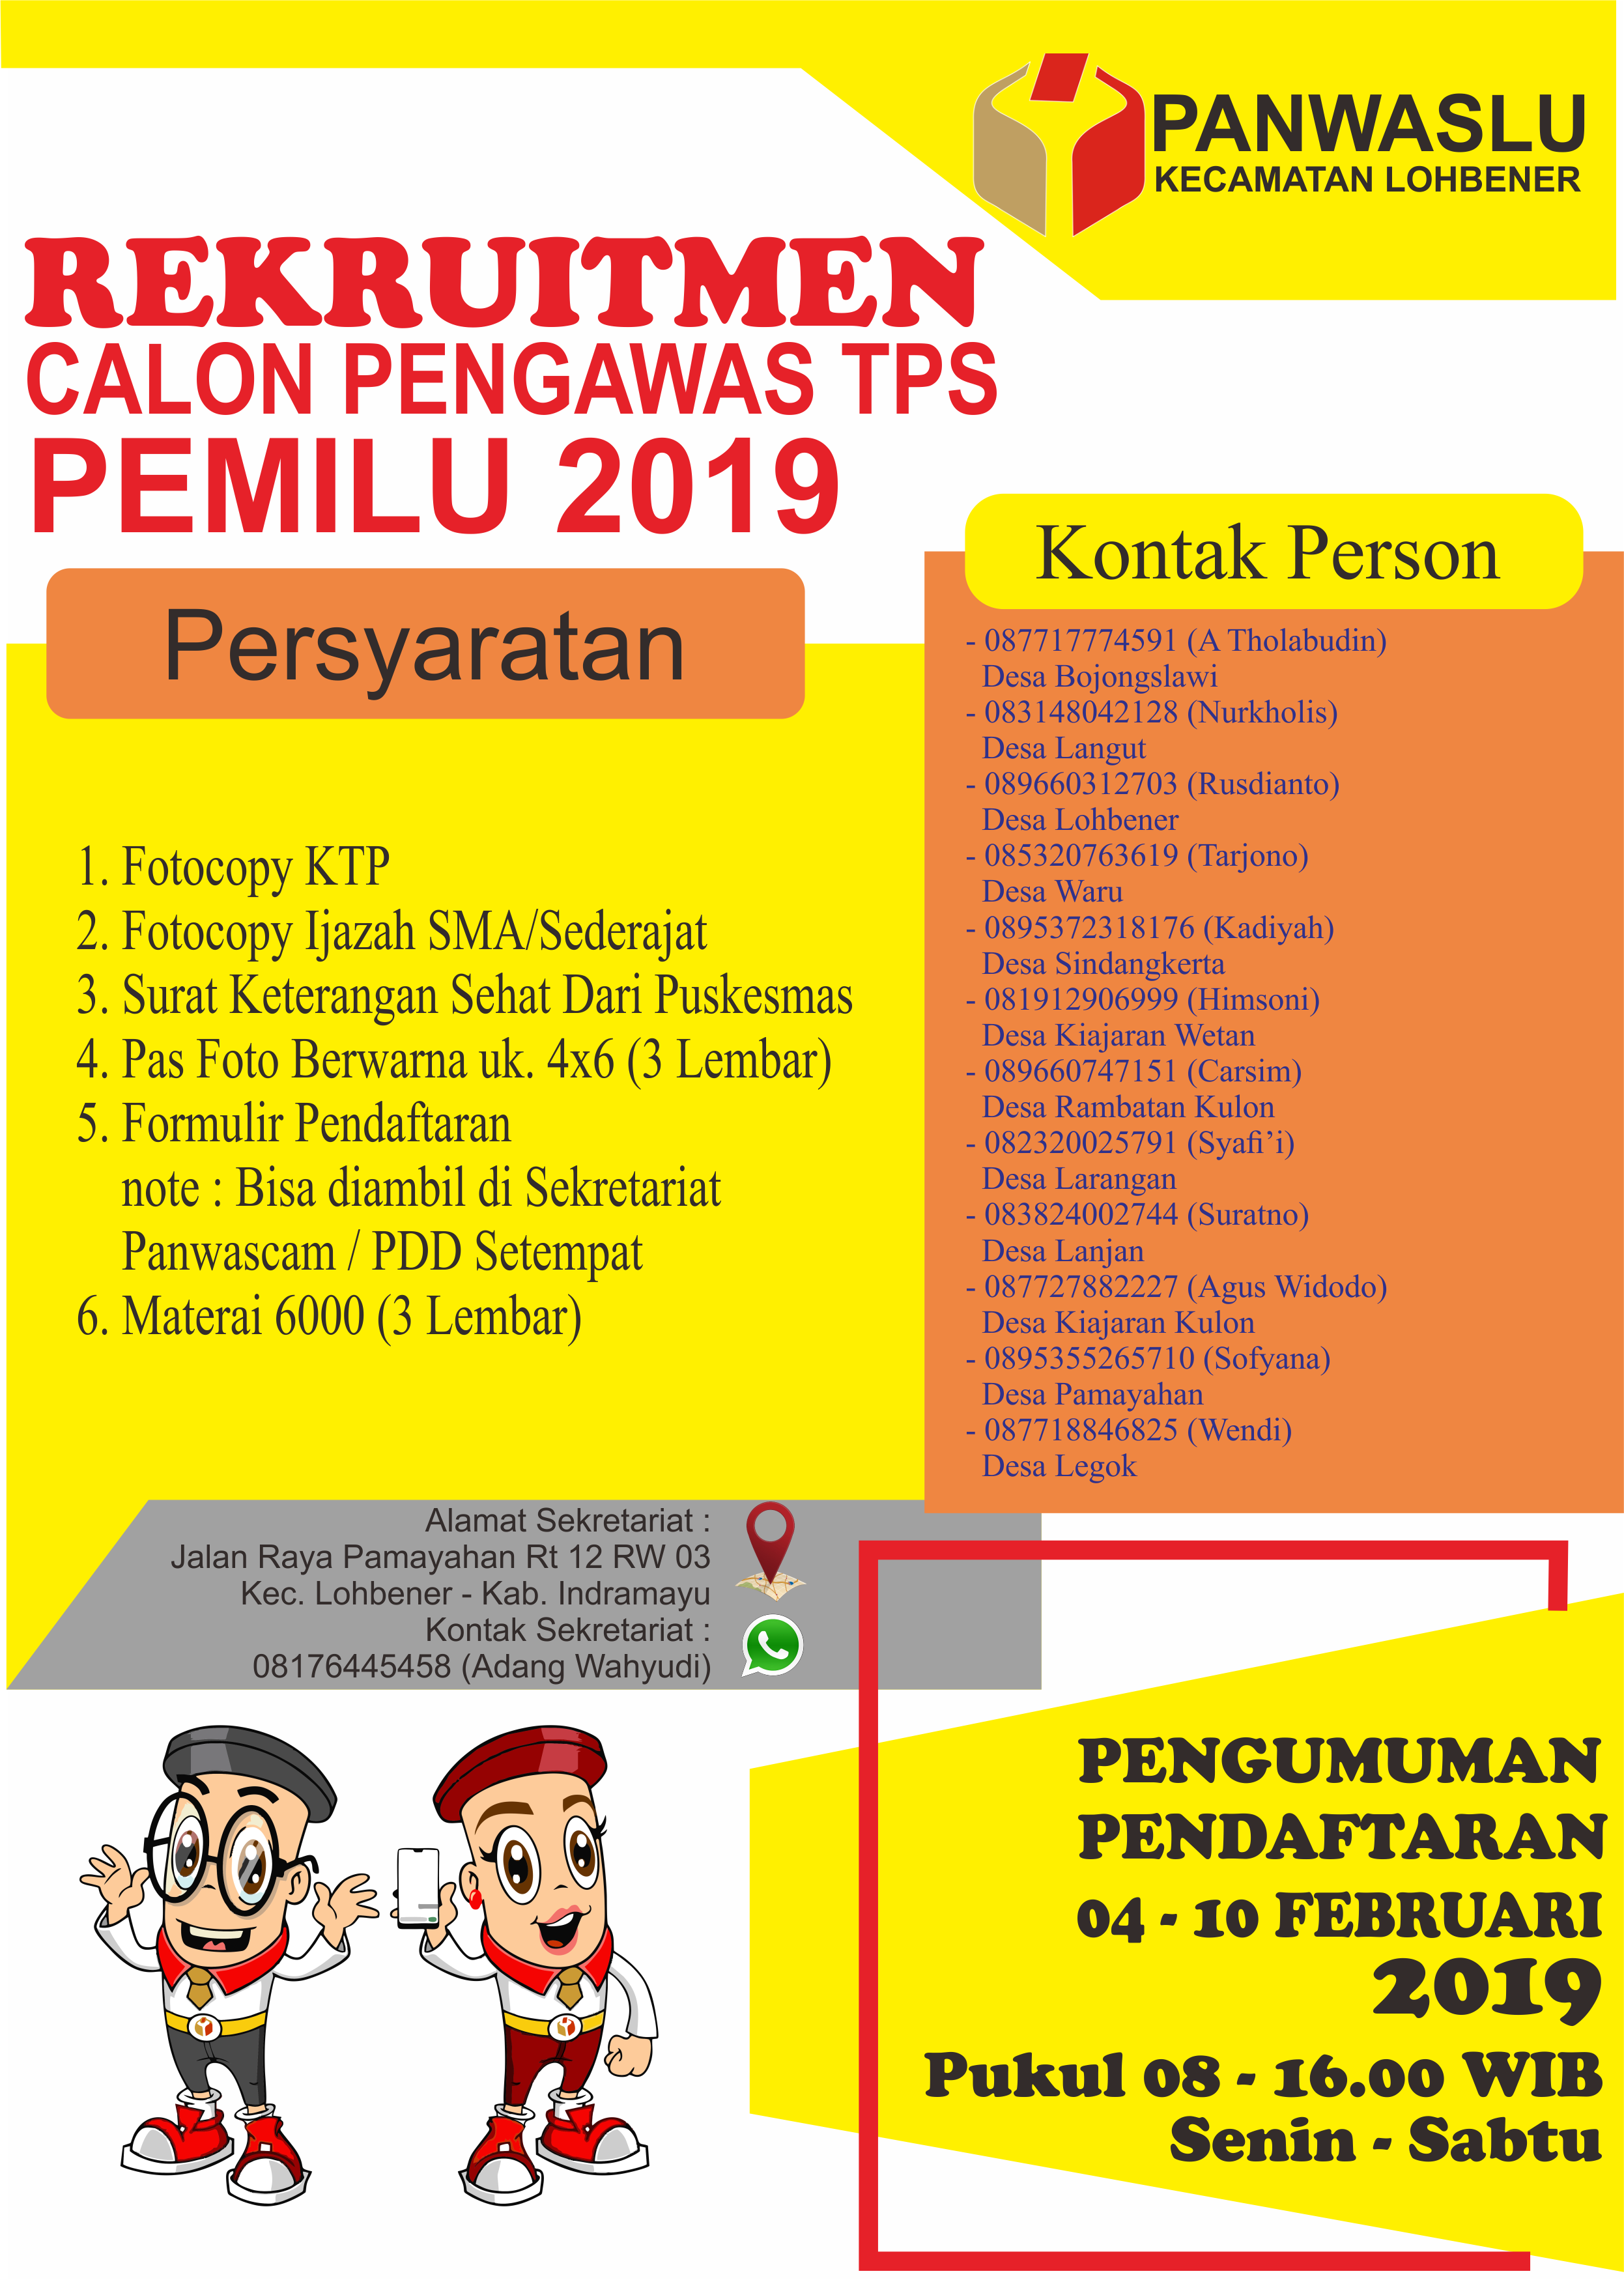 PANWASLU
KECAMATAN LOHBENER
REKRUITMEN
CALON PENGAWAS TPS
PEMILU 2019
Persyaratan
1. Fotocopy KTP
2. Fotocopy Ijazah SMA/Sederajat
3. Surat Keterangan Sehat Dari Puskesmas
4. Pas Foto Berwarna uk. 4x6 (3 Lembar)
5. Formulir Pendaftaran
note : Bisa diambil di Sekretariat
Panwascam / PDD Setempat
6. Materai 6000 (3 Lembar)
Kontak Person
- 087717774591 (A Tholabudin)
Desa Bojongslawi
- 083148042128 (Nurkholis)
Desa Langut
- 089660312703 (Rusdianto)
Desa Lohbener
- 085320763619 (Tarjono)
Desa Waru
- 0895372318176 (Kadiyah)
Desa Sindangkerta
- 081912906999 (Himsoni)
Desa Kiajaran Wetan
- 089660747151 (Carsim)
Desa Rambatan Kulon
- 082320025791 (Syafi’i)
Desa Larangan
- 083824002744 (Suratno)
Desa Lanjan
- 087727882227 (Agus Widodo)
Desa Kiajaran Kulon
- 0895355265710 (Sofyana)
Desa Pamayahan
- 087718846825 (Wendi)
Desa Legok
Alamat Sekretariat :
Jalan Raya Pamayahan Rt 12 RW 03
Kec. Lohbener - Kab. Indramayu
Kontak Sekretariat :
08176445458 (Adang Wahyudi)
PENGUMUMAN
PENDAFTARAN
04 - 10 FEBRUARI
2019
Pukul 08 - 16.00 WIB
Senin - Sabtu